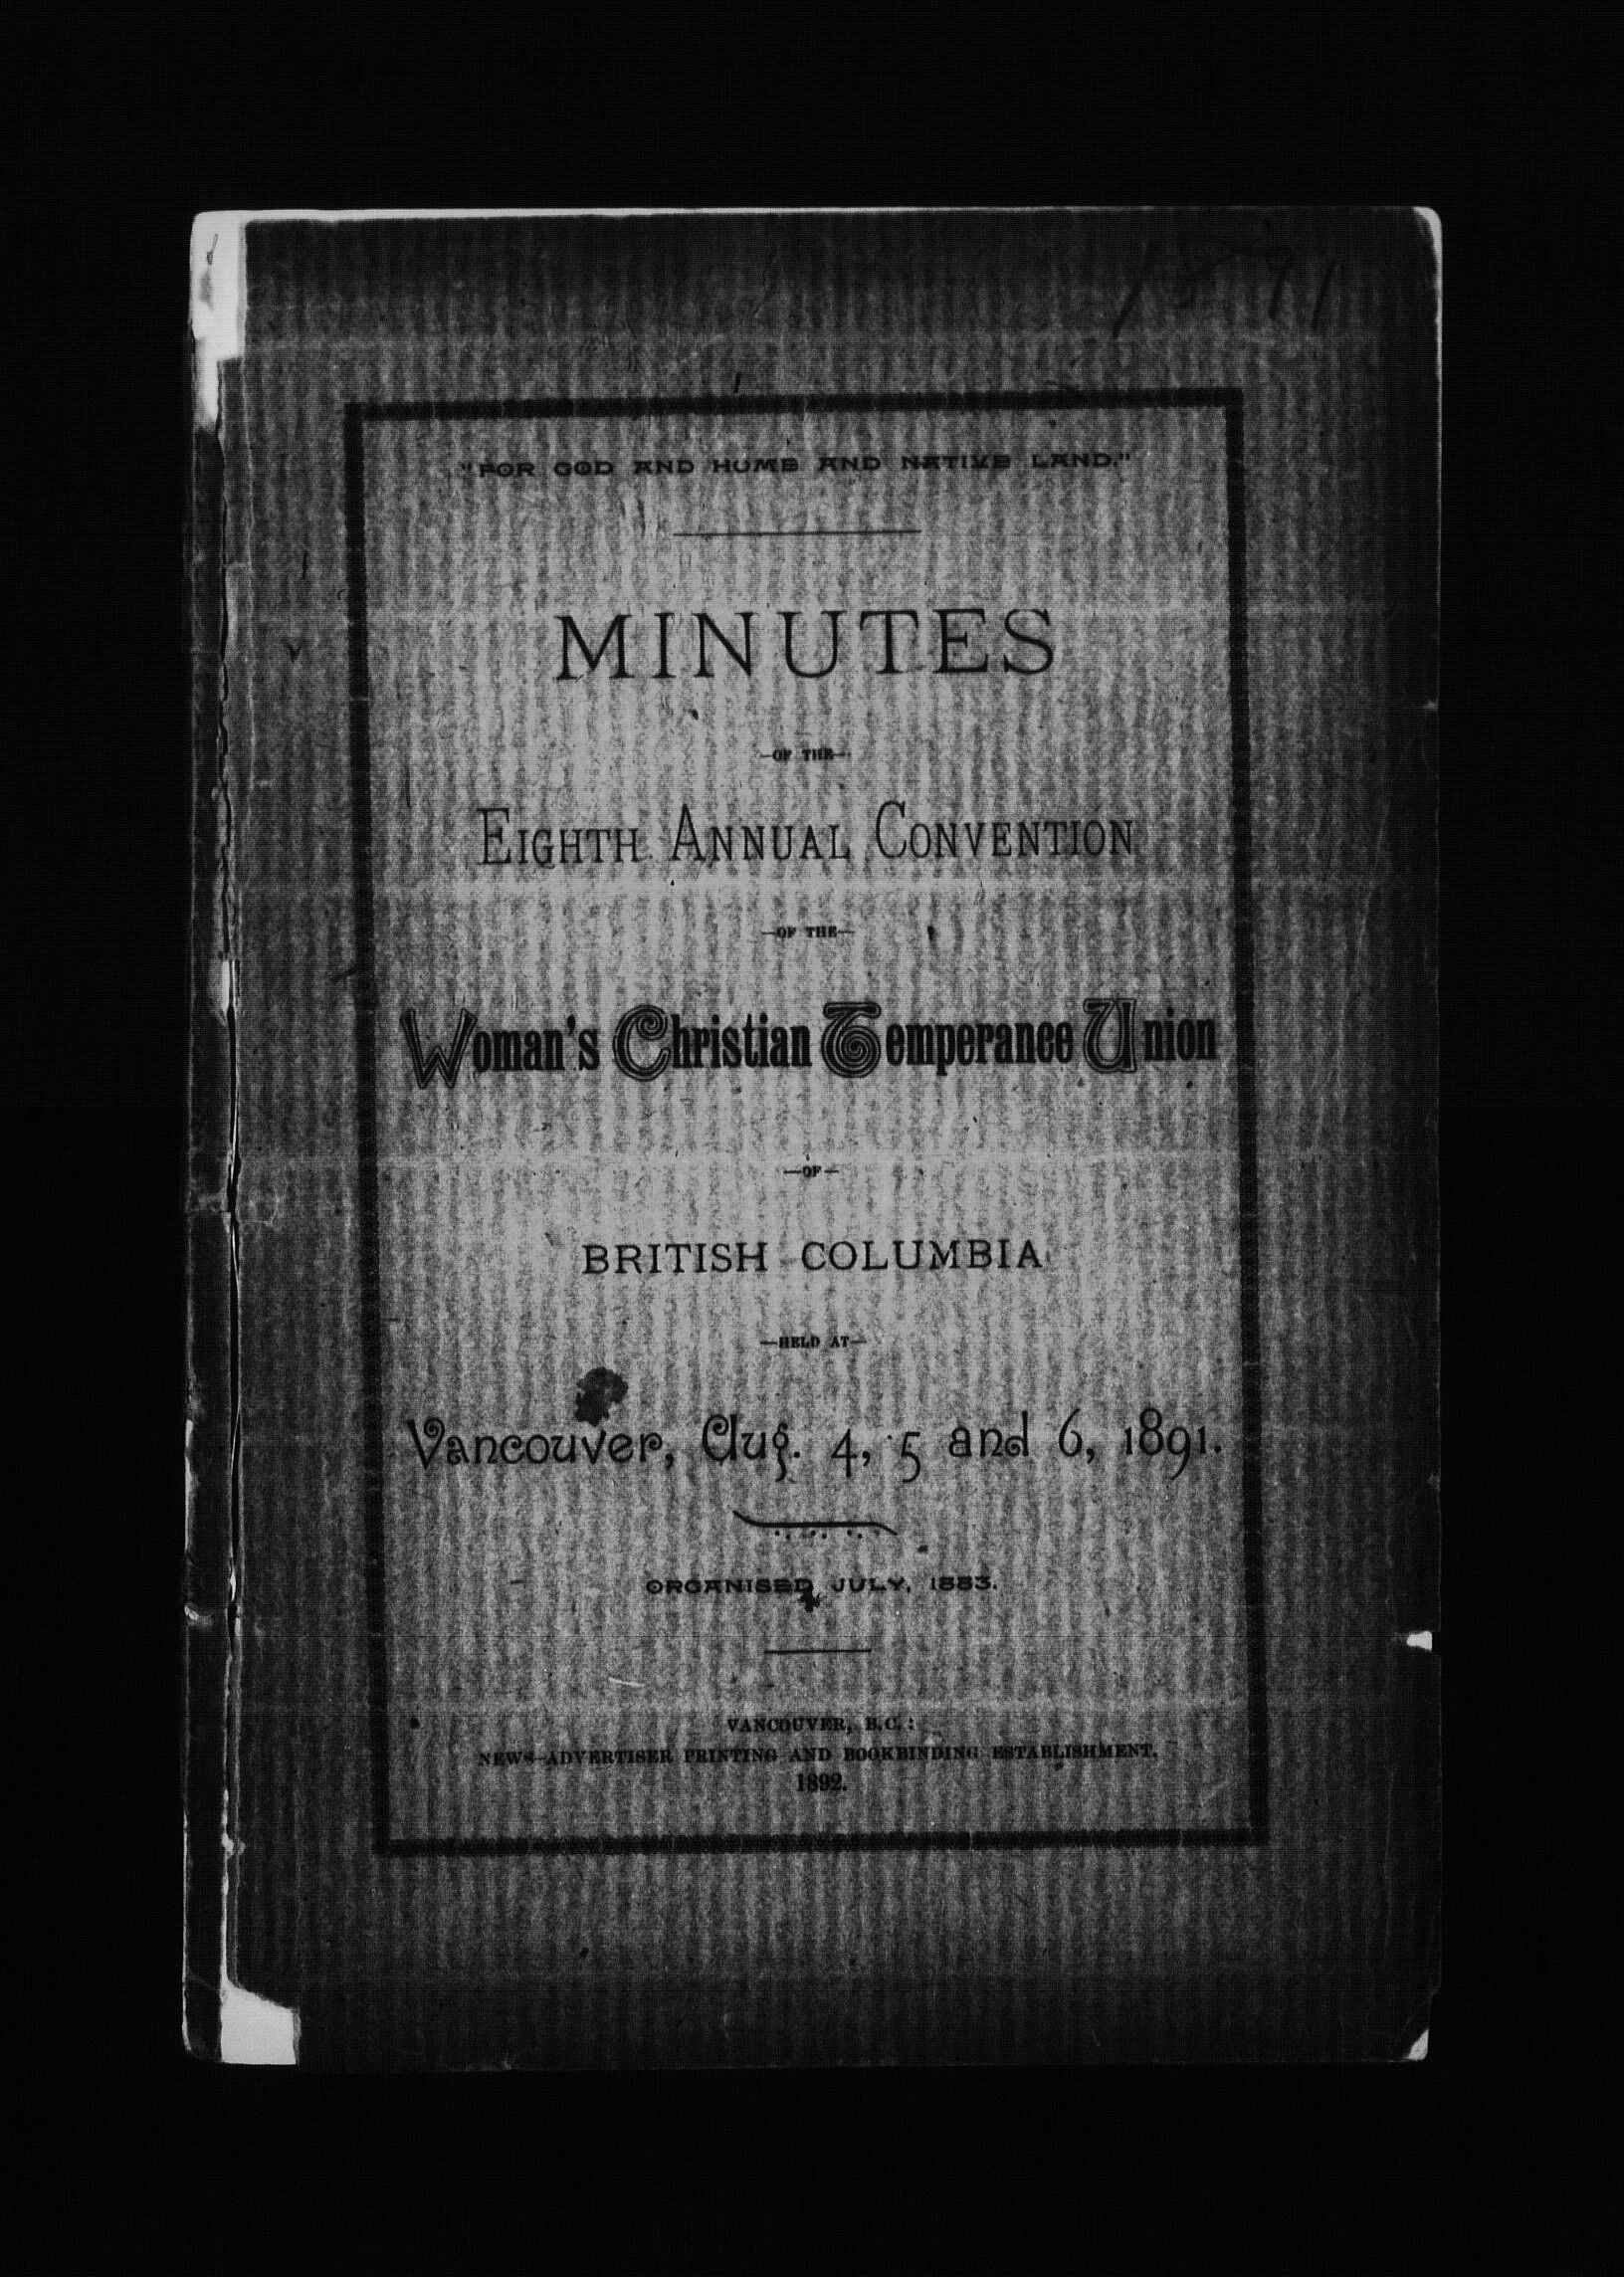 1891
"FOR GOD AND HOME AND NATIVE LAND."
MINUTES
—OF THE—
EIGHTH ANNUAL CONVENTION
—OF THE—
Woman's Christian Temperance Union
—OF—
BRITISH COLUMBIA
—HELD AT—
Vancouver, Aug. 4, 5 and 6, 1891.
ORGANISED JULY, 1883.
VANCOUVER, B.C.:
NEWS-ADVERTISER PRINTING AND BOOKBINDING ESTABLISHMENT.
1892.